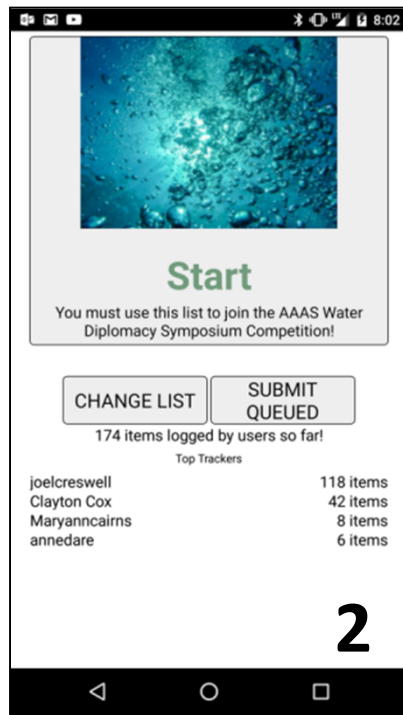 LTE 8:02
Start
You must use this list to join the AAAS Water
Diplomacy Symposium Competition!
CHANGE LIST
SUBMIT
QUEUED
174 items logged by users so far!
Top Trackers
joelcreswell 118 items
Clayton Cox 42 items
Maryanncairns 8 items
annedare 6 items
2